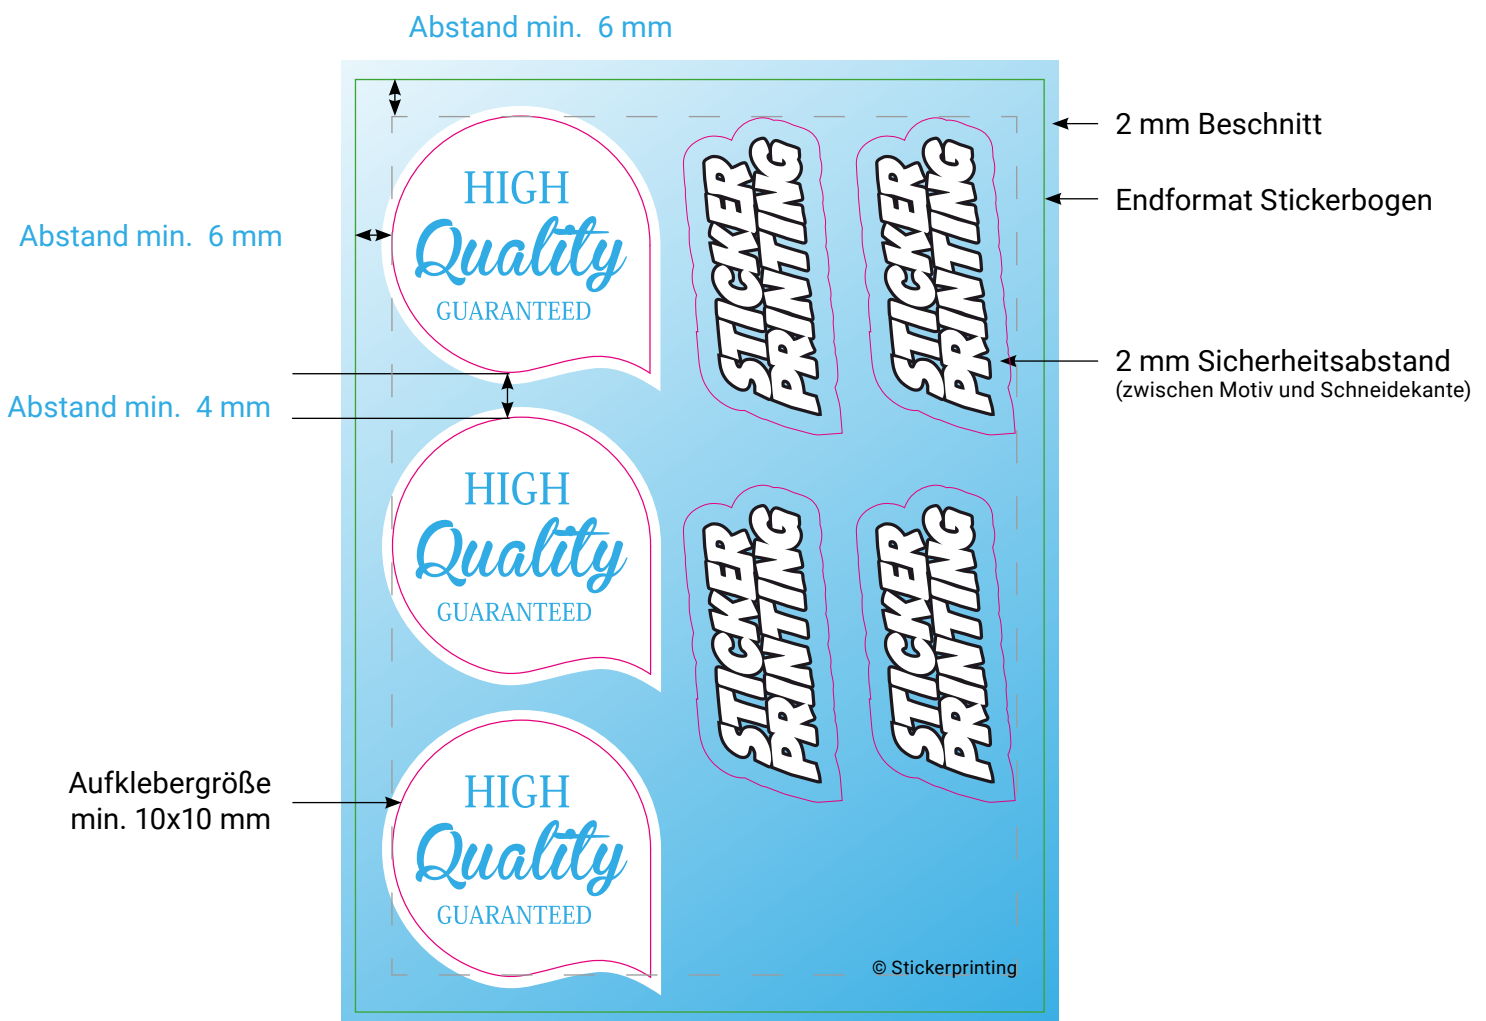 Abstand min. 6 mm
2 mm Beschnitt
Endformat Stickerbogen
Abstand min. 6 mm
HIGH
Quality
GUARANTEED
STICKER
PRINTING
STICKER
PRINTING
2 mm Sicherheitsabstand
(zwischen Motiv und Schneidekante)
Abstand min. 4 mm
HIGH
Quality
GUARANTEED
STICKER
PRINTING
STICKER
PRINTING
Aufklebergröße
min. 10x10 mm
HIGH
Quality
GUARANTEED
© Stickerprinting